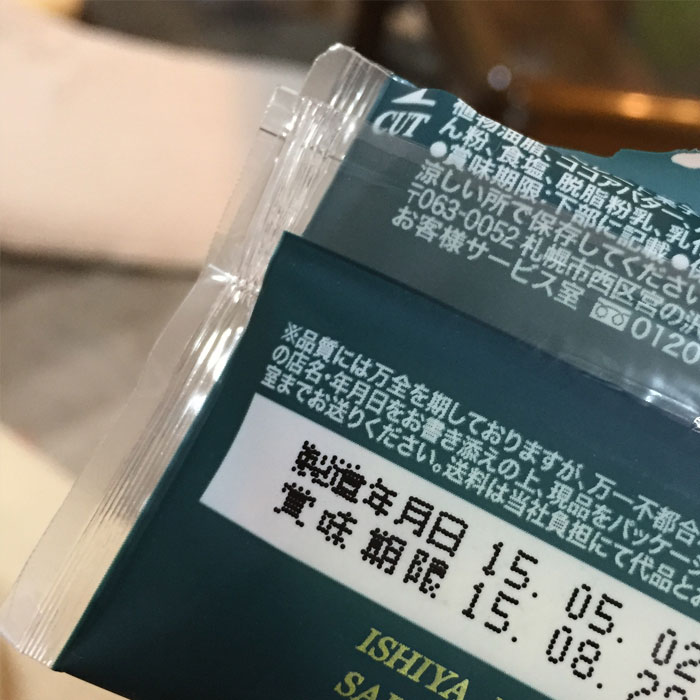 CUT
植物油脂、ココアバター、
ん粉、食塩、脱脂粉乳、乳
●賞味期限:下部に記載●
涼しい所で保存してくださ
〒063-0052 札幌市西区宮の
お客様サービス室 0120
※品質には万全を期しておりますが、万一不都合
の店名・年月日をお書き添えの上、現品をパッケー
室までお送りください。送料は当社負担にて代品と
製造年月日 15. 05. 02
賞味期限 15. 08.
ISHIYA